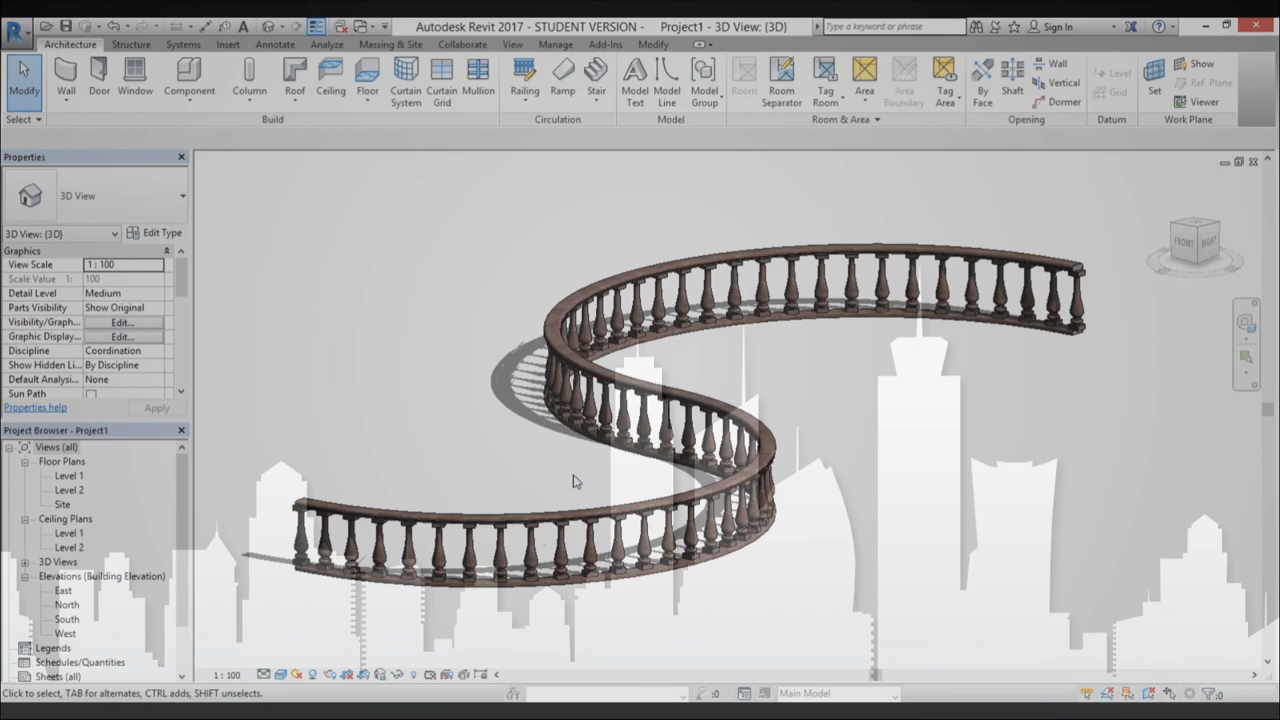 Autodesk Revit 2017 - STUDENT VERSION - Project1 - 3D View: {3D}
Type a keyword or phrase
Sign In
Architecture Structure Systems Insert Annotate Analyze Massing & Site Collaborate View Manage Add-Ins Modify
Modify Wall Door Window Component Column Roof Ceiling Floor Curtain System Curtain Grid Mullion Railing Ramp Stair Model Text Model Line Model Group Room Room Separator Tag Room Area Area Boundary Tag Area By Face Shaft Wall Vertical Dormer Level Grid Set Show Ref Plane Viewer
Select Build Circulation Model Room & Area Opening Datum Work Plane
Properties
3D View
3D View: {3D} Edit Type
Graphics
View Scale 1 : 100
Scale Value 1: 100
Detail Level Medium
Parts Visibility Show Original
Visibility/Graph... Edit...
Graphic Display... Edit...
Discipline Coordination
Show Hidden Li... By Discipline
Default Analysi... None
Sun Path
Properties help Apply
Project Browser - Project1
Views (all)
Floor Plans
Level 1
Level 2
Site
Ceiling Plans
Level 1
Level 2
3D Views
Elevations (Building Elevation)
East
North
South
West
Legends
Schedules/Quantities
Sheets (all)
FRONT RIGHT
1 : 100
Click to select, TAB for alternates, CTRL adds, SHIFT unselects.
:0
Main Model
:0